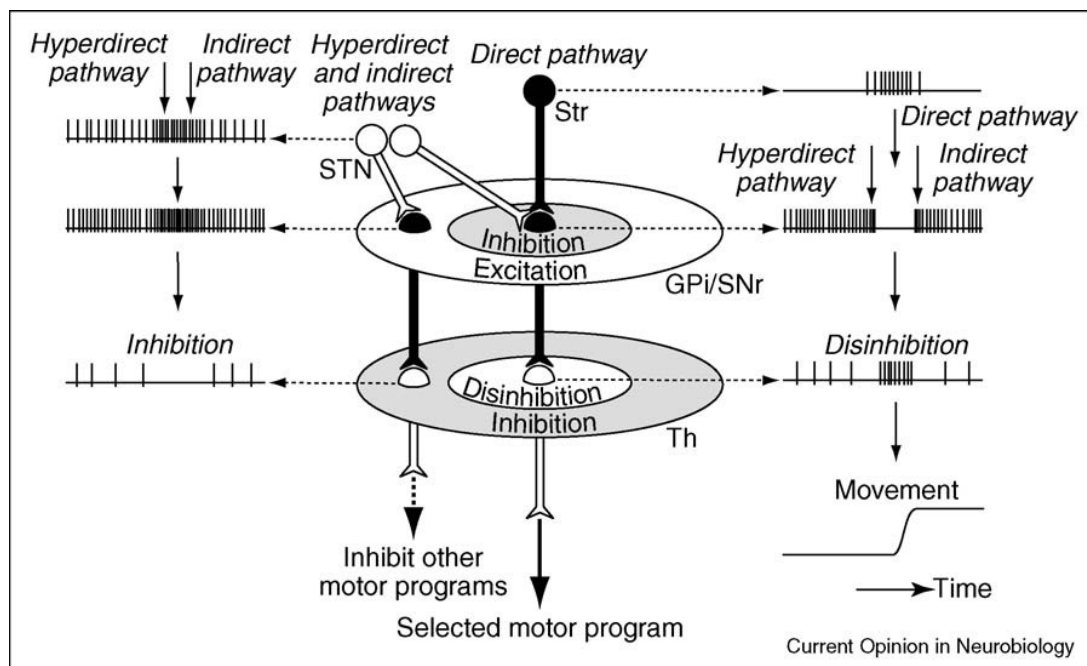 Hyperdirect
pathway
Indirect
pathway
Hyperdirect
and indirect
pathways
Direct pathway
Str
STN
Direct pathway
Hyperdirect
pathway
Indirect
pathway
Inhibition
Excitation
GPi/SNr
Inhibition
Disinhibition
Disinhibition
Inhibition
Th
Movement
Inhibit other
motor programs
Time
Selected motor program
Current Opinion in Neurobiology